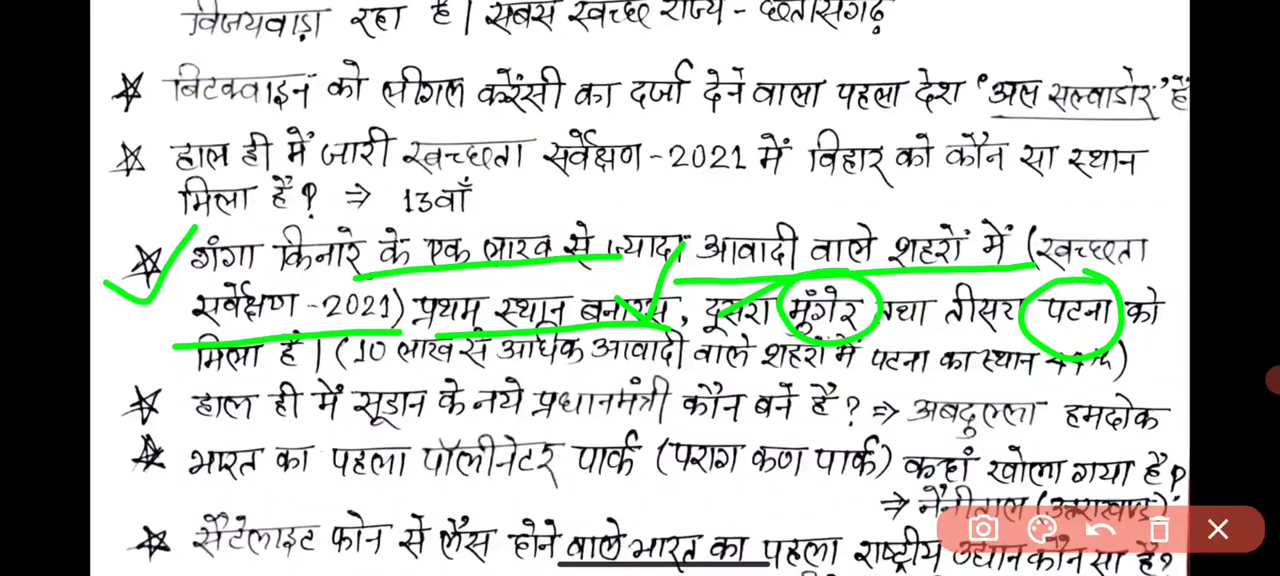 विजयवाड़ा रहा है | सबसे स्वच्छ राज्य - छत्तीसगढ़
☆ बिटक्वाइन को लीगल करेंसी का दर्जा देने वाला पहला देश 'अल सल्वाडोर' हैं
☆ हाल ही में जारी स्वच्छता सर्वेक्षण - 2021 में बिहार को कौन सा स्थान
मिला है? ⇒ 13वाँ
☆ गंगा किनारे के एक लाख से ज्यादा आवादी वाले शहरों में (स्वच्छता
सर्वेक्षण - 2021) प्रथम स्थान बनारस, दूसरा मुंगेर तथा तीसरा पटना को
मिला है | (10 लाख से अधिक आवादी वाले शहरों में पटना का स्थान
☆ हाल ही में सूडान के नये प्रधानमंत्री कौन बने है? ⇒ अबदुल्ला हमदोक
☆ भारत का पहला पॉलीनेटर पार्क (पराग कण पार्क) कहां खोला गया है?
⇒ नैनीताल (उत्तराखण्ड)
☆ सैटेलाइट फोन से लैस होने वाले भारत का पहला राष्ट्रीय उद्यान कौन सा है?